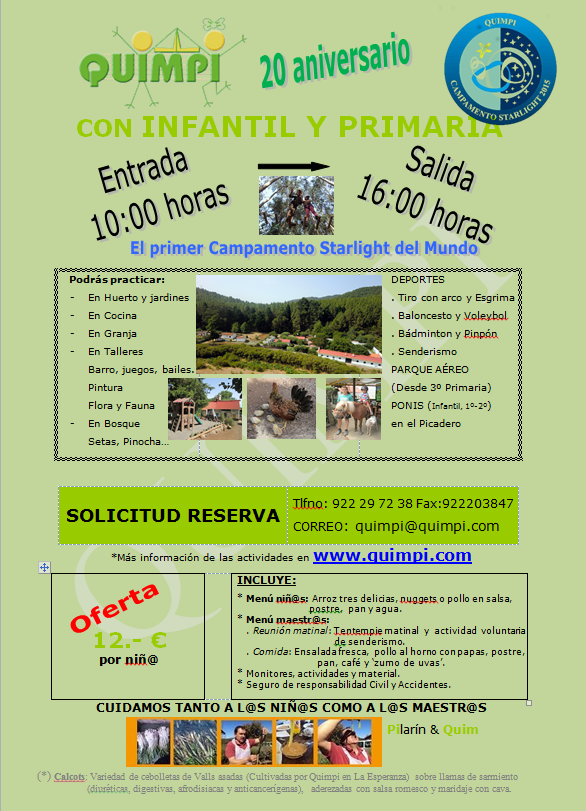 QUIMPI
20 aniversario
QUIMPI
CAMPAMENTO STARLIGHT 2015
CON INFANTIL Y PRIMARIA
Entrada
10:00 horas
Salida
16:00 horas
El primer Campamento Starlight del Mundo
Podrás practicar:
- En Huerto y jardines
- En Cocina
- En Granja
- En Talleres
Barro, juegos, bailes.
Pintura
Flora y Fauna
- En Bosque
Setas, Pinocha...
DEPORTES
. Tiro con arco y Esgrima
. Baloncesto y Voleybol
. Bádminton y Pinpón
. Senderismo
PARQUE AÉREO
(Desde 3º Primaria)
PONIS (Infantil, 1º-2º)
en el Picadero
QUIMPI
SOLICITUD RESERVA
Tlfno: 922 29 72 38 Fax:922203847
CORREO: quimpi@quimpi.com
*Más información de las actividades en www.quimpi.com
Oferta
12.- €
por niñ@
INCLUYE:
* Menú niñ@s: Arroz tres delicias, nuggets o pollo en salsa,
postre, pan y agua.
* Menú maestr@s:
. Reunión matinal: Tentempie matinal y actividad voluntaria
de senderismo.
. Comida: Ensalada fresca, pollo al horno con papas, postre,
pan, café y ‘zumo de uvas’.
* Monitores, actividades y material.
* Seguro de responsabilidad Civil y Accidentes.
CUIDAMOS TANTO A L@S NIÑ@S COMO A L@S MAESTR@S
Pilarín & Quim
(*) Calçots: Variedad de cebolletas de Valls asadas (Cultivadas por Quimpi en La Esperanza) sobre llamas de sarmiento
(diuréticas, digestivas, afrodisiacas y anticancerígenas), aderezadas con salsa romesco y maridaje con cava.